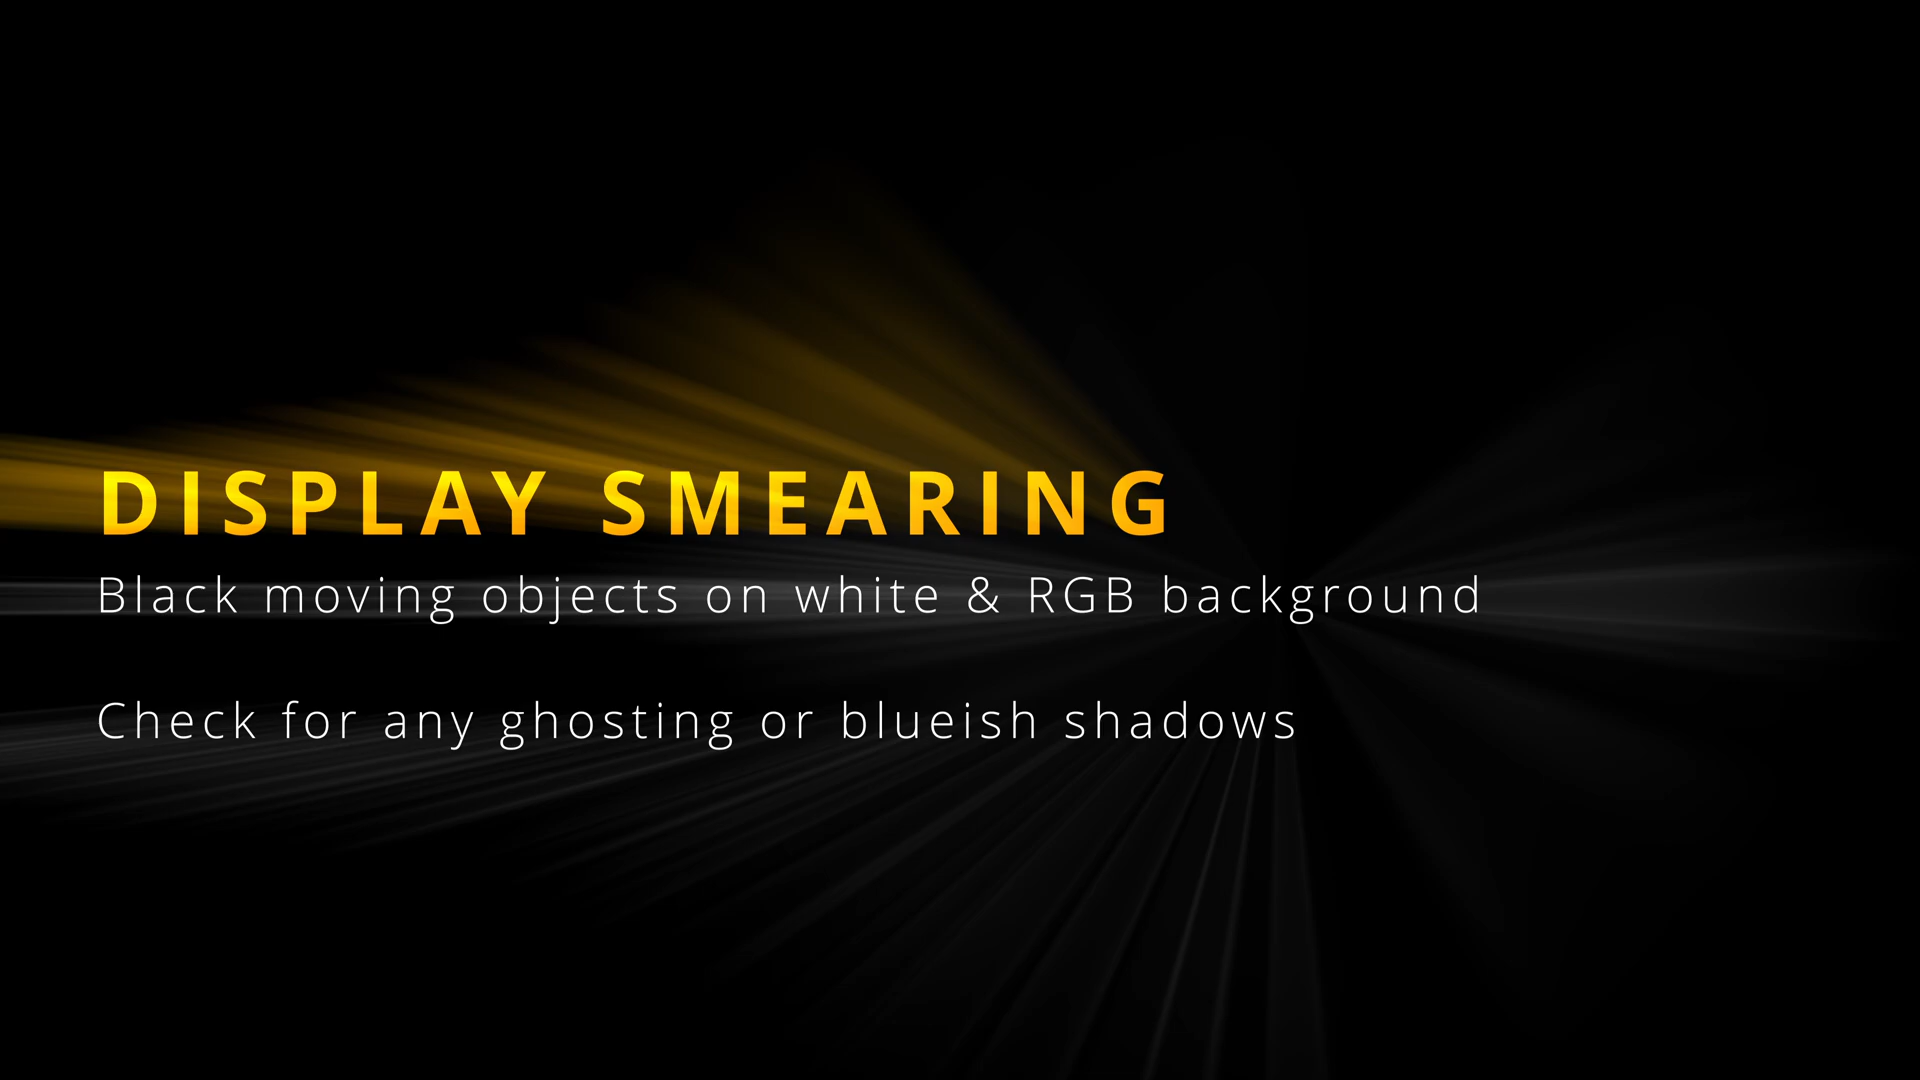 DISPLAY SMEARING
Black moving objects on white & RGB background
Check for any ghosting or blueish shadows